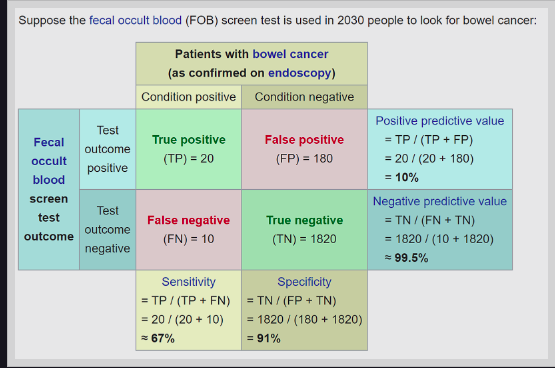 Suppose the fecal occult blood (FOB) screen test is used in 2030 people to look for bowel cancer:
Patients with bowel cancer
(as confirmed on endoscopy)
Condition positive
Condition negative
Fecal
occult
blood
screen
test
outcome
Test
outcome
positive
True positive
(TP) = 20
False positive
(FP) = 180
Positive predictive value
= TP / (TP + FP)
= 20 / (20 + 180)
= 10%
Test
outcome
negative
False negative
(FN) = 10
True negative
(TN) = 1820
Negative predictive value
= TN / (FN + TN)
= 1820 / (10 + 1820)
≈ 99.5%
Sensitivity
= TP / (TP + FN)
= 20 / (20 + 10)
≈ 67%
Specificity
= TN / (FP + TN)
= 1820 / (180 + 1820)
= 91%